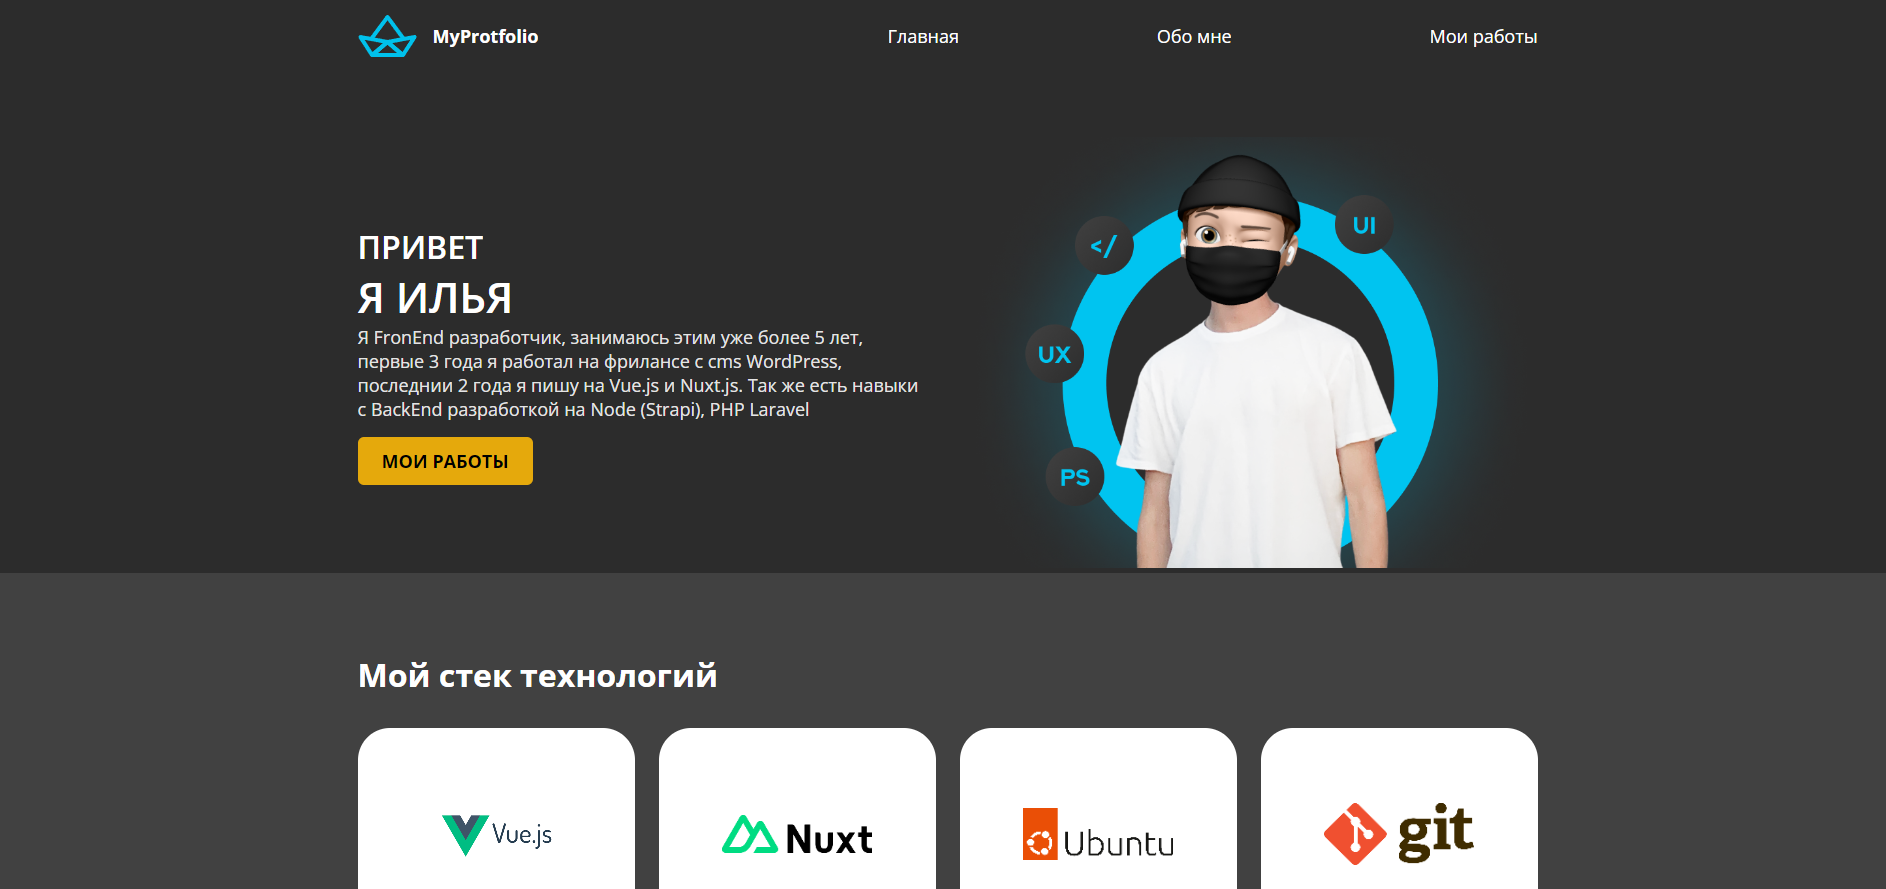 MyProtfolio
Главная
Обо мне
Мои работы
ПРИВЕТ
Я ИЛЬЯ
Я FronEnd разработчик, занимаюсь этим уже более 5 лет,
первые 3 года я работал на фрилансе с cms WordPress,
последнии 2 года я пишу на Vue.js и Nuxt.js. Так же есть навыки
с BackEnd разработкой на Node (Strapi), PHP Laravel
МОИ РАБОТЫ
</
UI
UX
PS
Мой стек технологий
Vue.js
Nuxt
Ubuntu
git